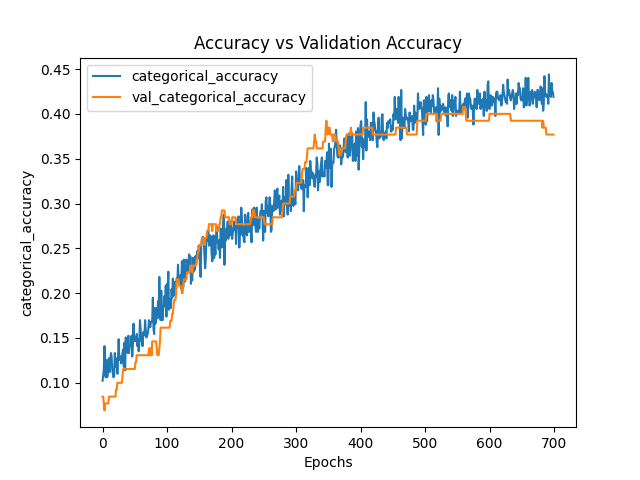 Accuracy vs Validation Accuracy
categorical_accuracy
val_categorical_accuracy
0.45
0.40
0.35
0.30
0.25
0.20
0.15
0.10
categorical_accuracy
0 100 200 300 400 500 600 700
Epochs